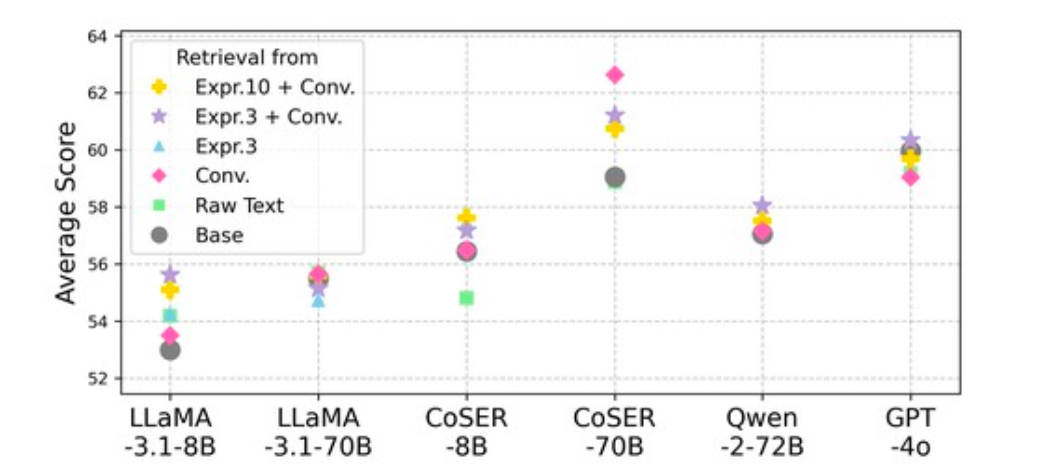 64
62
60
58
56
54
52
Average Score
Retrieval from
Expr.10 + Conv.
Expr.3 + Conv.
Expr.3
Conv.
Raw Text
Base
LLaMA
-3.1-8B
LLaMA
-3.1-70B
CoSER
-8B
CoSER
-70B
Qwen
-2-72B
GPT
-4o